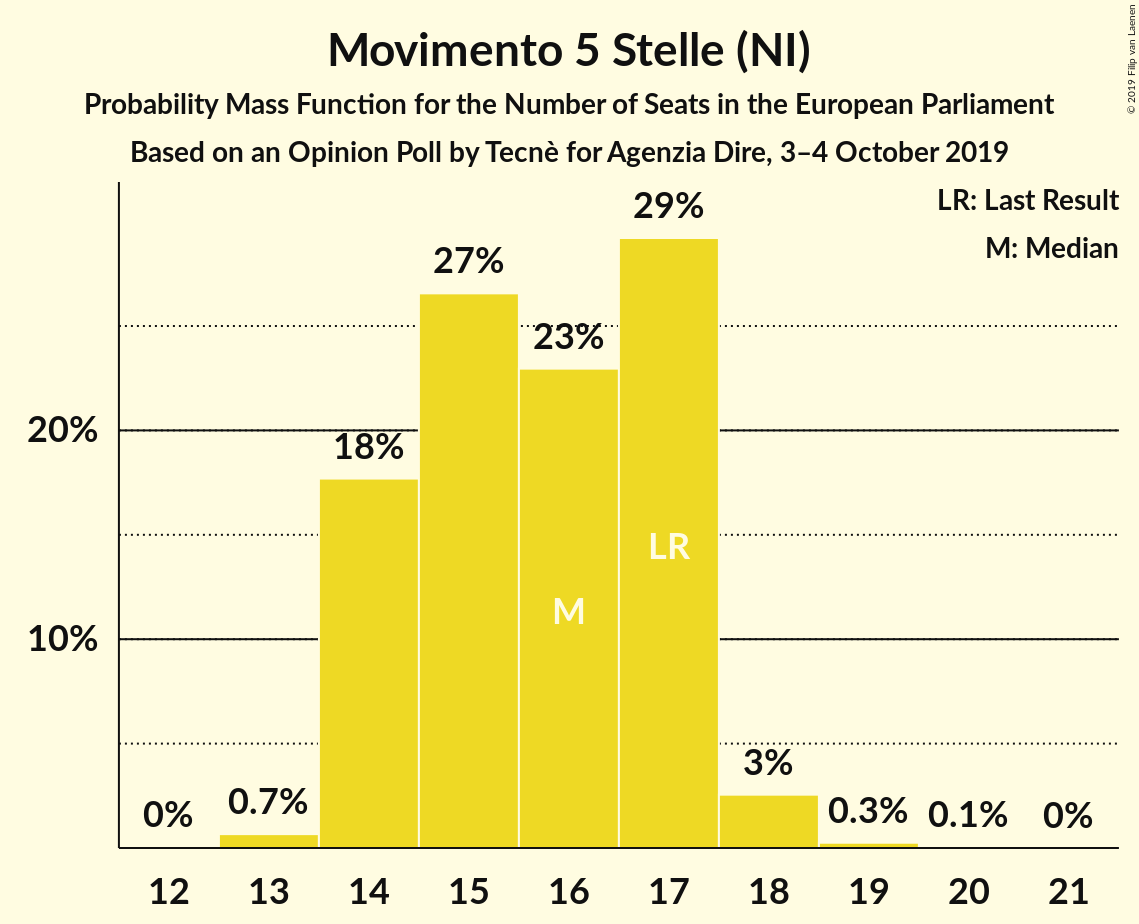 Movimento 5 Stelle (NI)
Probability Mass Function for the Number of Seats in the European Parliament
Based on an Opinion Poll by Tecnè for Agenzia Dire, 3–4 October 2019
© 2019 Filip van Laenen
LR: Last Result
M: Median
29%
27%
23%
20%
18%
LR
M
10%
3%
0%
0.7%
0.3%
0.1%
0%
12 13 14 15 16 17 18 19 20 21